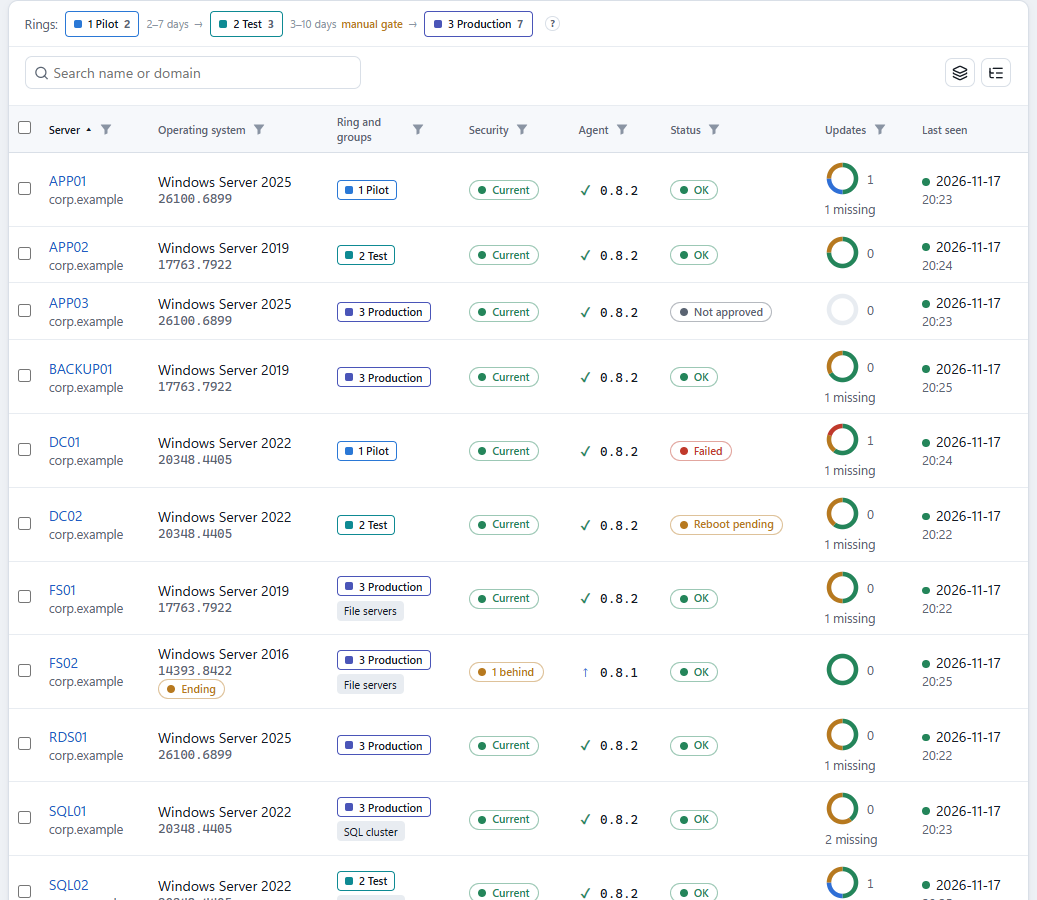 Rings: 1 Pilot 2 2–7 days → 2 Test 3 3–10 days manual gate → 3 Production 7 ?
Search name or domain
Server Operating system Ring and groups Security Agent Status Updates Last seen
APP01 corp.example Windows Server 2025 26100.6899 1 Pilot Current ✓ 0.8.2 OK 1 1 missing 2026-11-17 20:23
APP02 corp.example Windows Server 2019 17763.7922 2 Test Current ✓ 0.8.2 OK 0 2026-11-17 20:24
APP03 corp.example Windows Server 2025 26100.6899 3 Production Current ✓ 0.8.2 Not approved 0 2026-11-17 20:23
BACKUP01 corp.example Windows Server 2019 17763.7922 3 Production Current ✓ 0.8.2 OK 0 1 missing 2026-11-17 20:25
DC01 corp.example Windows Server 2022 20348.4405 1 Pilot Current ✓ 0.8.2 Failed 1 1 missing 2026-11-17 20:24
DC02 corp.example Windows Server 2022 20348.4405 2 Test Current ✓ 0.8.2 Reboot pending 0 1 missing 2026-11-17 20:22
FS01 corp.example Windows Server 2019 17763.7922 3 Production File servers Current ✓ 0.8.2 OK 0 1 missing 2026-11-17 20:22
FS02 corp.example Windows Server 2016 14393.8422 Ending 3 Production File servers 1 behind ↑ 0.8.1 OK 0 2026-11-17 20:25
RDS01 corp.example Windows Server 2025 26100.6899 3 Production Current ✓ 0.8.2 OK 0 1 missing 2026-11-17 20:22
SQL01 corp.example Windows Server 2022 20348.4405 3 Production SQL cluster Current ✓ 0.8.2 OK 0 2 missing 2026-11-17 20:23
SQL02 Windows Server 2022 2 Test Current ✓ 0.8.2 OK 1 2026-11-17